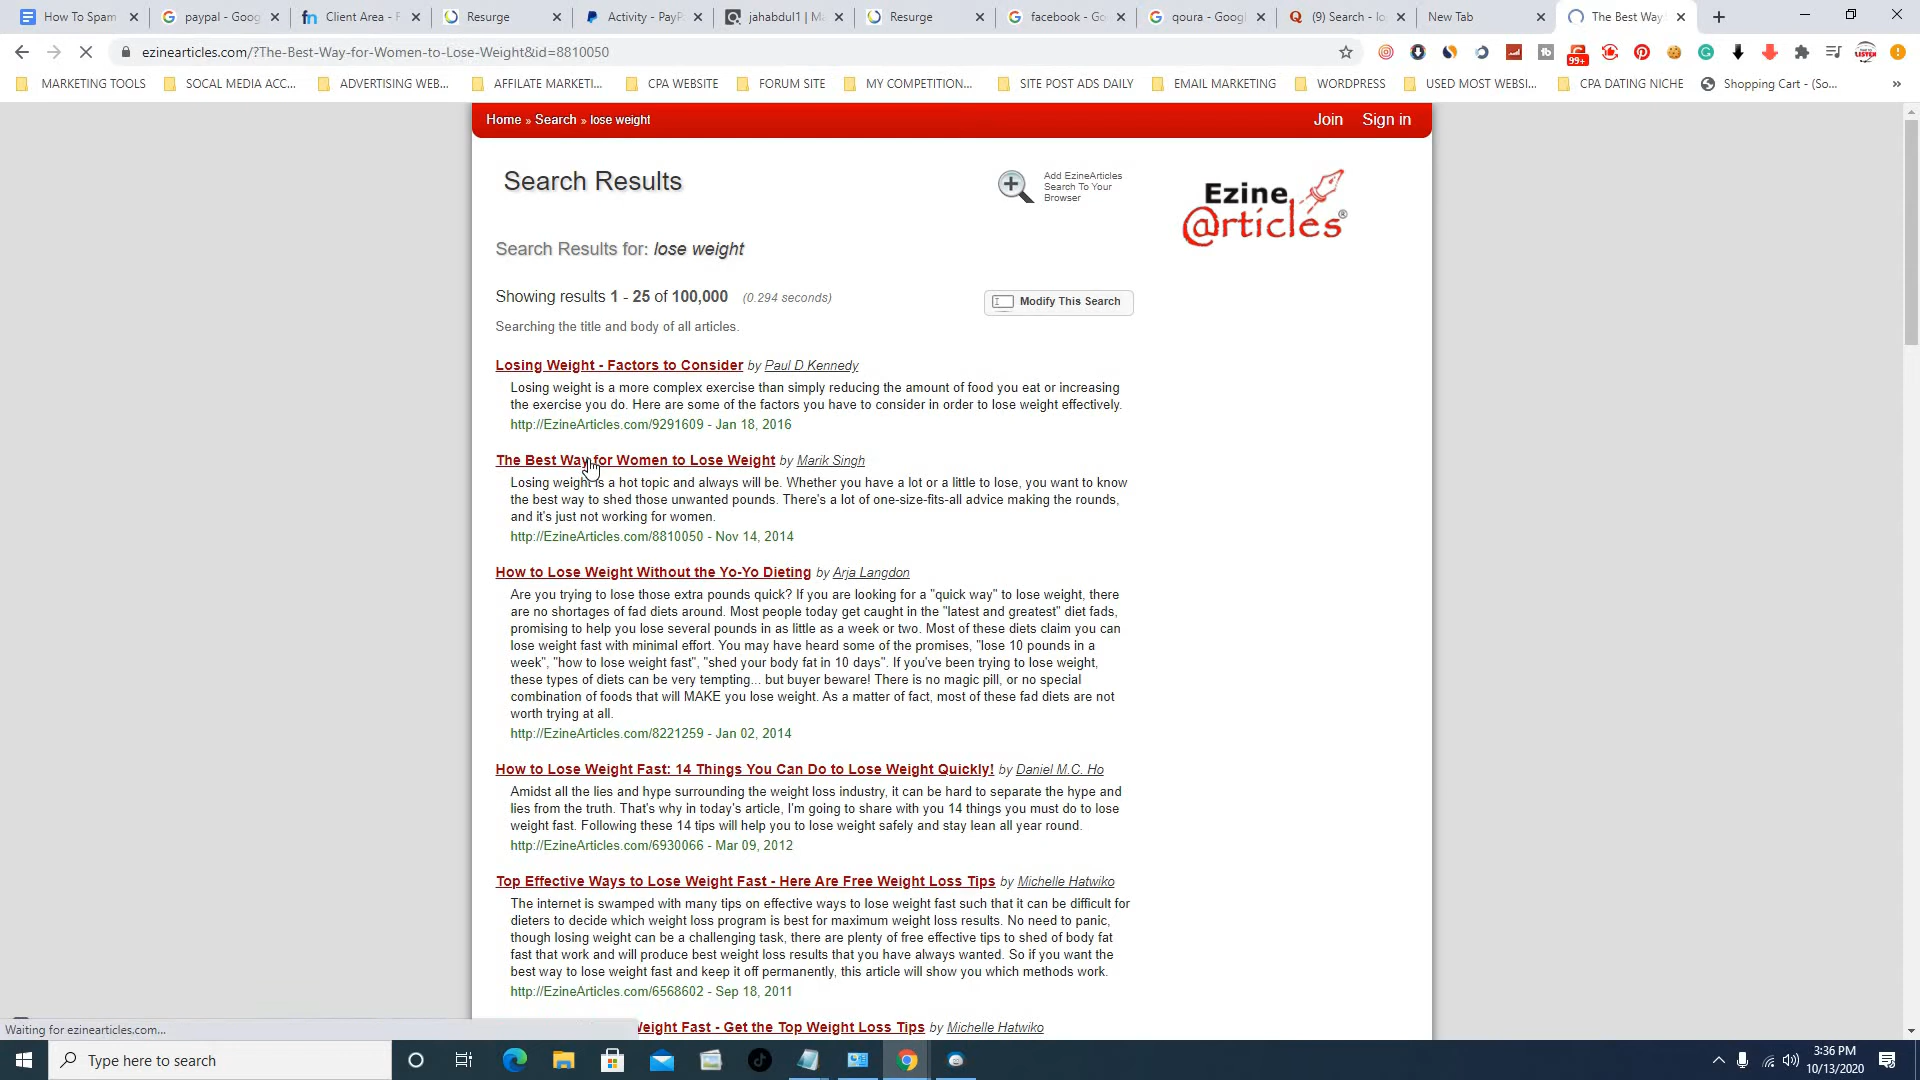 How To Spam
paypal - Goog
Client Area - F
Resurge
Activity - PayP
jahabdul1 | Ma
Resurge
facebook - Go
qoura - Googl
(9) Search - lo
New Tab
The Best Way
ezinearticles.com/?The-Best-Way-for-Women-to-Lose-Weight&id=8810050
99+
MARKETING TOOLS
SOCAL MEDIA ACC...
ADVERTISING WEB...
AFFILATE MARKETI...
CPA WEBSITE
FORUM SITE
MY COMPETITION...
SITE POST ADS DAILY
EMAIL MARKETING
WORDPRESS
USED MOST WEBSI...
CPA DATING NICHE
Shopping Cart - (So...
Home » Search » lose weight
Join
Sign in
Search Results
Add EzineArticles
Search To Your
Browser
Ezine
@rticles®
Search Results for: lose weight
Showing results 1 - 25 of 100,000 (0.294 seconds)
Modify This Search
Searching the title and body of all articles.
Losing Weight - Factors to Consider by Paul D Kennedy
Losing weight is a more complex exercise than simply reducing the amount of food you eat or increasing
the exercise you do. Here are some of the factors you have to consider in order to lose weight effectively.
http://EzineArticles.com/9291609 - Jan 18, 2016
The Best Way for Women to Lose Weight by Marik Singh
Losing weight is a hot topic and always will be. Whether you have a lot or a little to lose, you want to know
the best way to shed those unwanted pounds. There's a lot of one-size-fits-all advice making the rounds,
and it's just not working for women.
http://EzineArticles.com/8810050 - Nov 14, 2014
How to Lose Weight Without the Yo-Yo Dieting by Arja Langdon
Are you trying to lose those extra pounds quick? If you are looking for a "quick way" to lose weight, there
are no shortages of fad diets around. Most people today get caught in the "latest and greatest" diet fads,
promising to help you lose several pounds in as little as a week or two. Most of these diets claim you can
lose weight fast with minimal effort. You may have heard some of the promises, "lose 10 pounds in a
week", "how to lose weight fast", "shed your body fat in 10 days". If you've been trying to lose weight,
these types of diets can be very tempting... but buyer beware! There is no magic pill, or no special
combination of foods that will MAKE you lose weight. As a matter of fact, most of these fad diets are not
worth trying at all.
http://EzineArticles.com/8221259 - Jan 02, 2014
How to Lose Weight Fast: 14 Things You Can Do to Lose Weight Quickly! by Daniel M.C. Ho
Amidst all the lies and hype surrounding the weight loss industry, it can be hard to separate the hype and
lies from the truth. That's why in today's article, I'm going to share with you 14 things you must do to lose
weight fast. Following these 14 tips will help you to lose weight safely and stay lean all year round.
http://EzineArticles.com/6930066 - Mar 09, 2012
Top Effective Ways to Lose Weight Fast - Here Are Free Weight Loss Tips by Michelle Hatwiko
The internet is swamped with many tips on effective ways to lose weight fast such that it can be difficult for
dieters to decide which weight loss program is best for maximum weight loss results. No need to panic,
though losing weight can be a challenging task, there are plenty of free effective tips to shed of body fat
fast that work and will produce best weight loss results that you have always wanted. So if you want the
best way to lose weight fast and keep it off permanently, this article will show you which methods work.
http://EzineArticles.com/6568602 - Sep 18, 2011
Weight Fast - Get the Top Weight Loss Tips by Michelle Hatwiko
Waiting for ezinearticles.com...
Type here to search
3:36 PM
10/13/2020